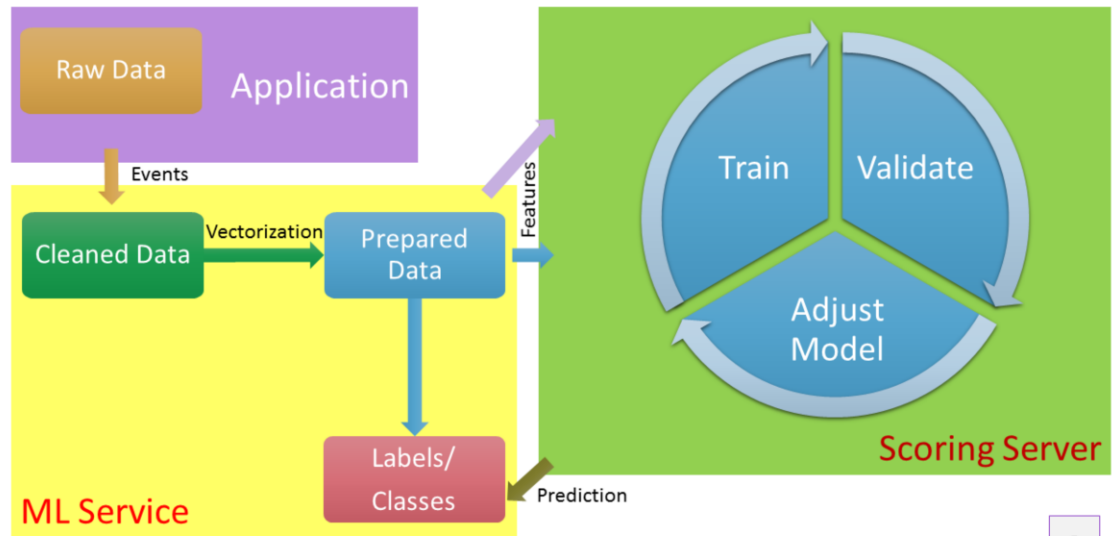 Raw Data
Application
Events
Cleaned Data
Vectorization
Prepared
Data
Features
Labels/
Classes
ML Service
Prediction
Train
Validate
Adjust
Model
Scoring Server